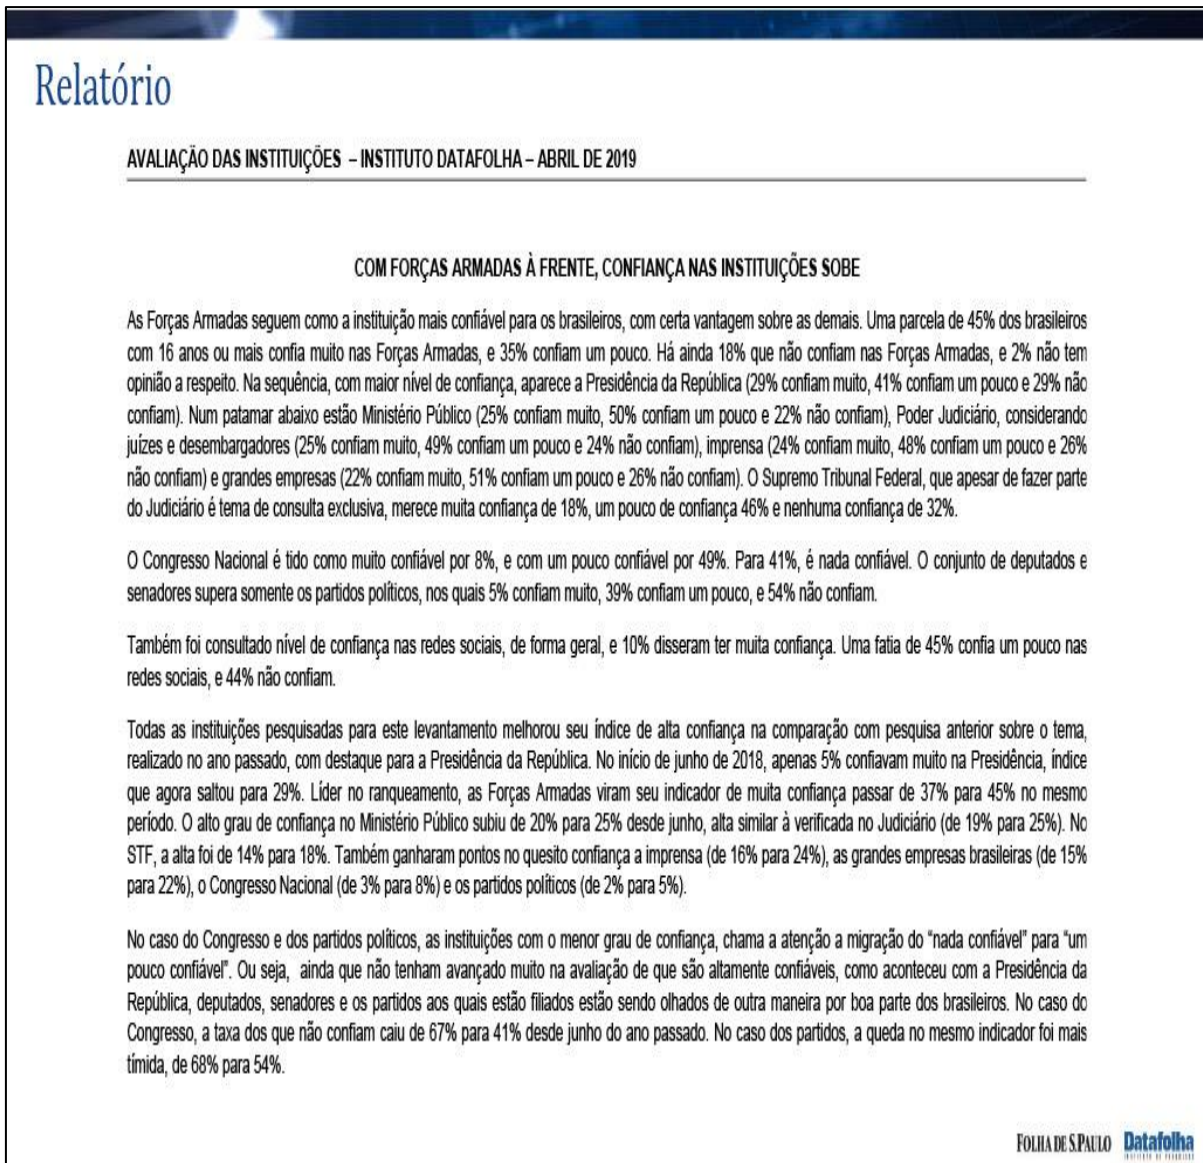 Relatório
AVALIAÇÃO DAS INSTITUIÇÕES – INSTITUTO DATAFOLHA – ABRIL DE 2019
COM FORÇAS ARMADAS À FRENTE, CONFIANÇA NAS INSTITUIÇÕES SOBE
As Forças Armadas seguem como a instituição mais confiável para os brasileiros, com certa vantagem sobre as demais. Uma parcela de 45% dos brasileiros
com 16 anos ou mais confia muito nas Forças Armadas, e 35% confiam um pouco. Há ainda 18% que não confiam nas Forças Armadas, e 2% não tem
opinião a respeito. Na sequência, com maior nível de confiança, aparece a Presidência da República (29% confiam muito, 41% confiam um pouco e 29% não
confiam). Num patamar abaixo estão Ministério Público (25% confiam muito, 50% confiam um pouco e 22% não confiam), Poder Judiciário, considerando
juízes e desembargadores (25% confiam muito, 49% confiam um pouco e 24% não confiam), imprensa (24% confiam muito, 48% confiam um pouco e 26%
não confiam) e grandes empresas (22% confiam muito, 51% confiam um pouco e 26% não confiam). O Supremo Tribunal Federal, que apesar de fazer parte
do Judiciário é tema de consulta exclusiva, merece muita confiança de 18%, um pouco de confiança 46% e nenhuma confiança de 32%.
O Congresso Nacional é tido como muito confiável por 8%, e com um pouco confiável por 49%. Para 41%, é nada confiável. O conjunto de deputados e
senadores supera somente os partidos políticos, nos quais 5% confiam muito, 39% confiam um pouco, e 54% não confiam.
Também foi consultado nível de confiança nas redes sociais, de forma geral, e 10% disseram ter muita confiança. Uma fatia de 45% confia um pouco nas
redes sociais, e 44% não confiam.
Todas as instituições pesquisadas para este levantamento melhorou seu índice de alta confiança na comparação com pesquisa anterior sobre o tema,
realizado no ano passado, com destaque para a Presidência da República. No início de junho de 2018, apenas 5% confiavam muito na Presidência, índice
que agora saltou para 29%. Líder no ranqueamento, as Forças Armadas viram seu indicador de muita confiança passar de 37% para 45% no mesmo
período. O alto grau de confiança no Ministério Público subiu de 20% para 25% desde junho, alta similar à verificada no Judiciário (de 19% para 25%). No
STF, a alta foi de 14% para 18%. Também ganharam pontos no quesito confiança a imprensa (de 16% para 24%), as grandes empresas brasileiras (de 15%
para 22%), o Congresso Nacional (de 3% para 8%) e os partidos políticos (de 2% para 5%).
No caso do Congresso e dos partidos políticos, as instituições com o menor grau de confiança, chama a atenção a migração do “nada confiável” para “um
pouco confiável”. Ou seja, ainda que não tenham avançado muito na avaliação de que são altamente confiáveis, como aconteceu com a Presidência da
República, deputados, senadores e os partidos aos quais estão filiados estão sendo olhados de outra maneira por boa parte dos brasileiros. No caso do
Congresso, a taxa dos que não confiam caiu de 67% para 41% desde junho do ano passado. No caso dos partidos, a queda no mesmo indicador foi mais
tímida, de 68% para 54%.
FOLHA DE S.PAULO Datafolha
INSTITUTO DE PESQUISAS